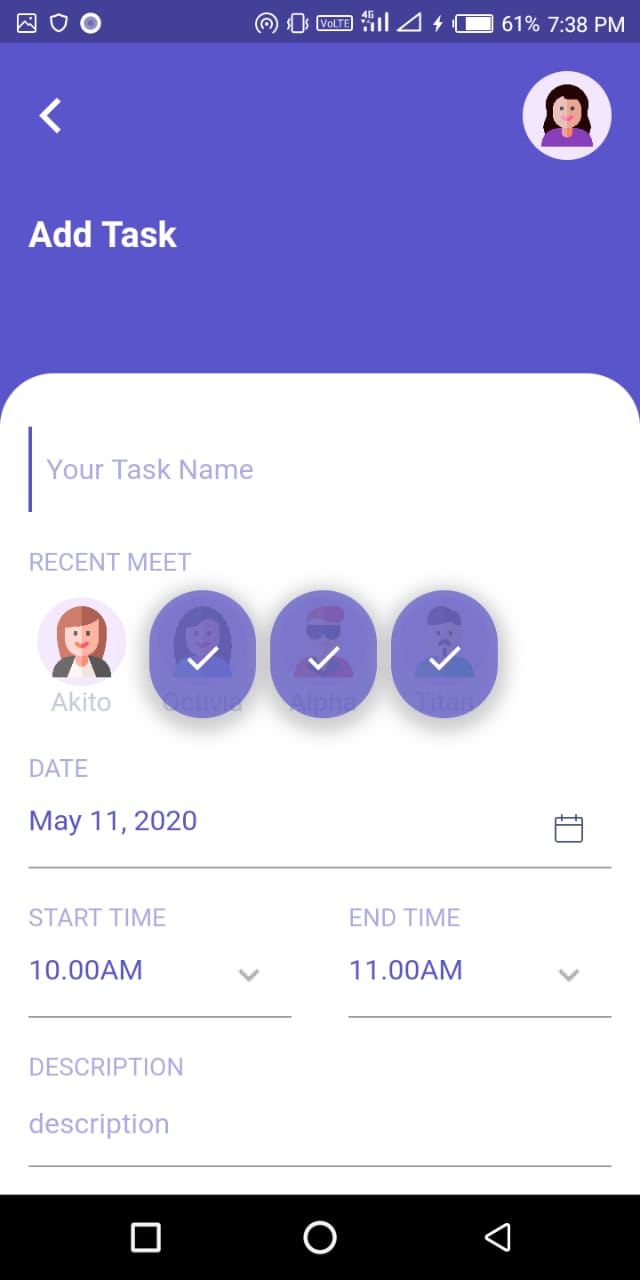 VoLTE 4G 61% 7:38 PM
Add Task
Your Task Name
RECENT MEET
Akito Octivia Alpha Titan
DATE
May 11, 2020
START TIME END TIME
10.00AM 11.00AM
DESCRIPTION
description